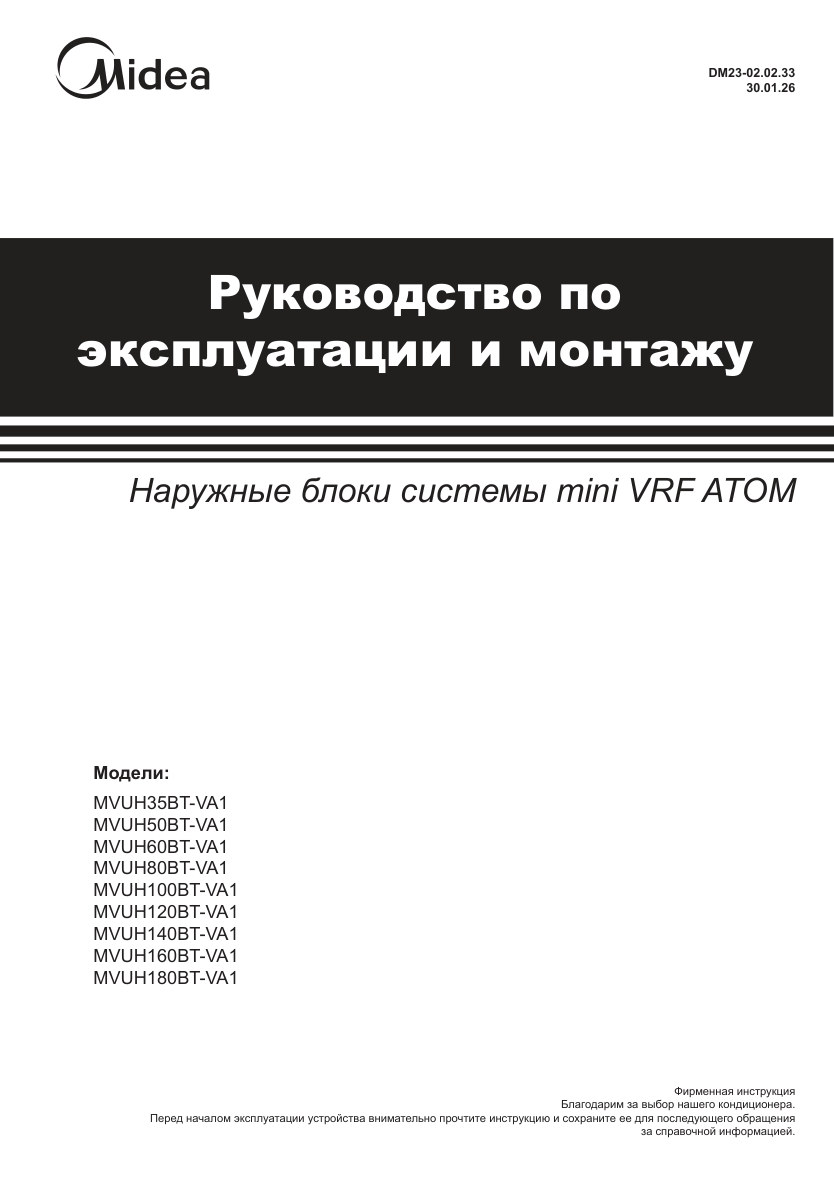 Midea
DM23-02.02.33
30.01.26
Руководство по
эксплуатации и монтажу
Наружные блоки системы mini VRF ATOM
Модели:
MVUH35BT-VA1
MVUH50BT-VA1
MVUH60BT-VA1
MVUH80BT-VA1
MVUH100BT-VA1
MVUH120BT-VA1
MVUH140BT-VA1
MVUH160BT-VA1
MVUH180BT-VA1
Фирменная инструкция
Благодарим за выбор нашего кондиционера.
Перед началом эксплуатации устройства внимательно прочтите инструкцию и сохраните ее для последующего обращения
за справочной информацией.